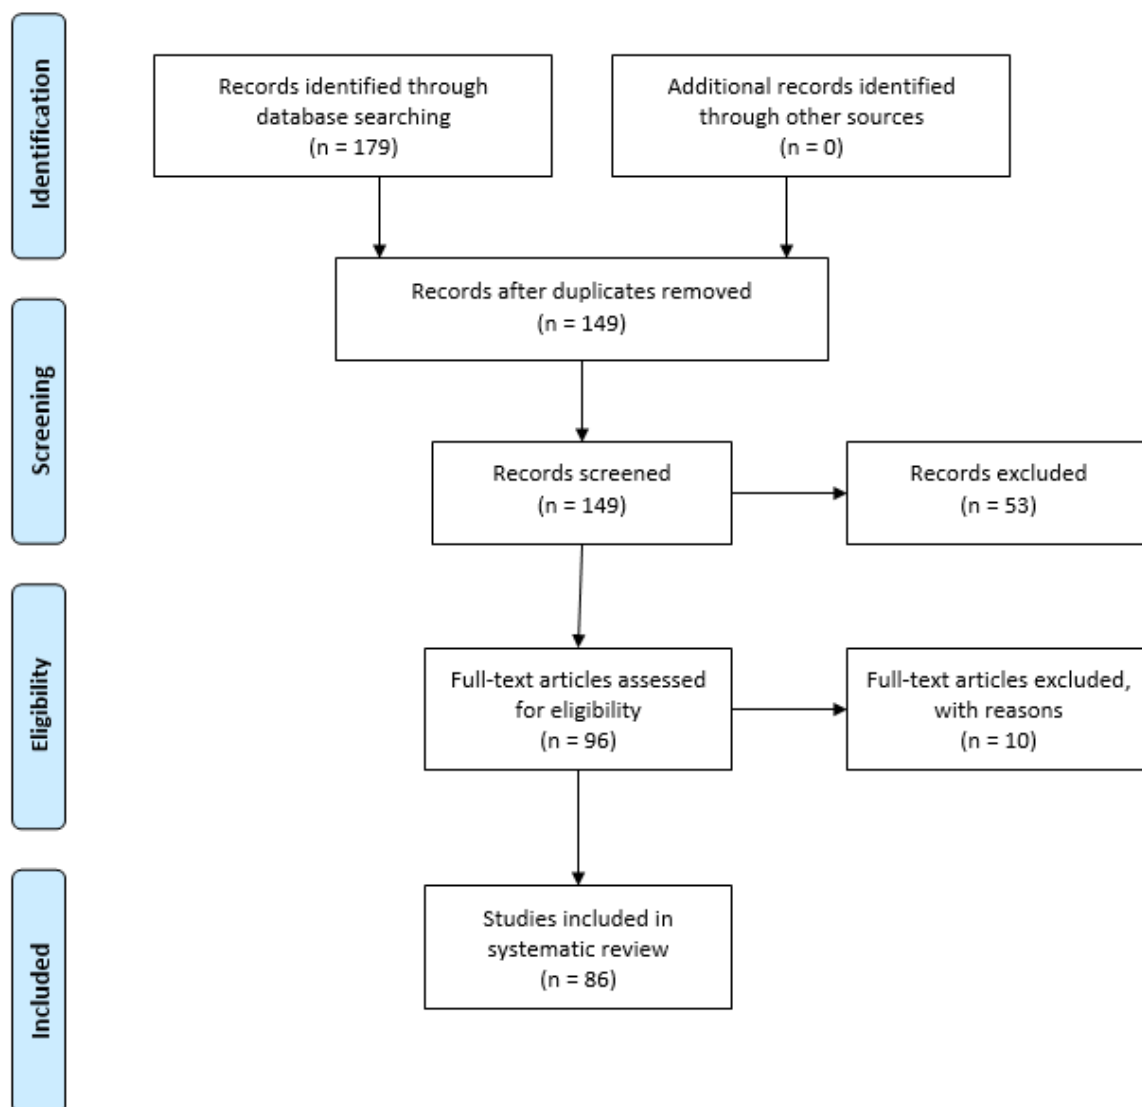 Identification
Records identified through
database searching
(n = 179)
Additional records identified
through other sources
(n = 0)
Records after duplicates removed
(n = 149)
Screening
Records screened
(n = 149)
Records excluded
(n = 53)
Eligibility
Full-text articles assessed
for eligibility
(n = 96)
Full-text articles excluded,
with reasons
(n = 10)
Included
Studies included in
systematic review
(n = 86)